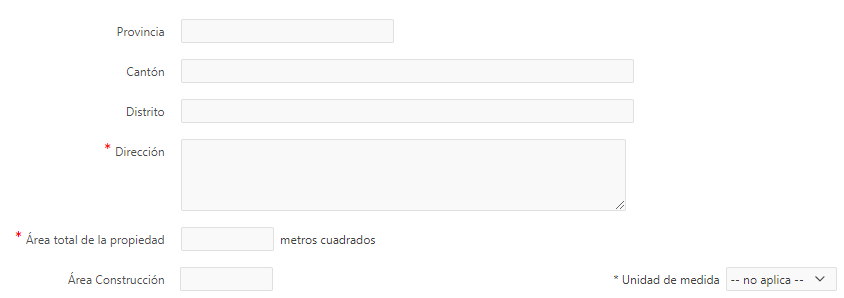 Provincia
Cantón
Distrito
* Dirección
* Área total de la propiedad metros cuadrados
Área Construcción * Unidad de medida -- no aplica --